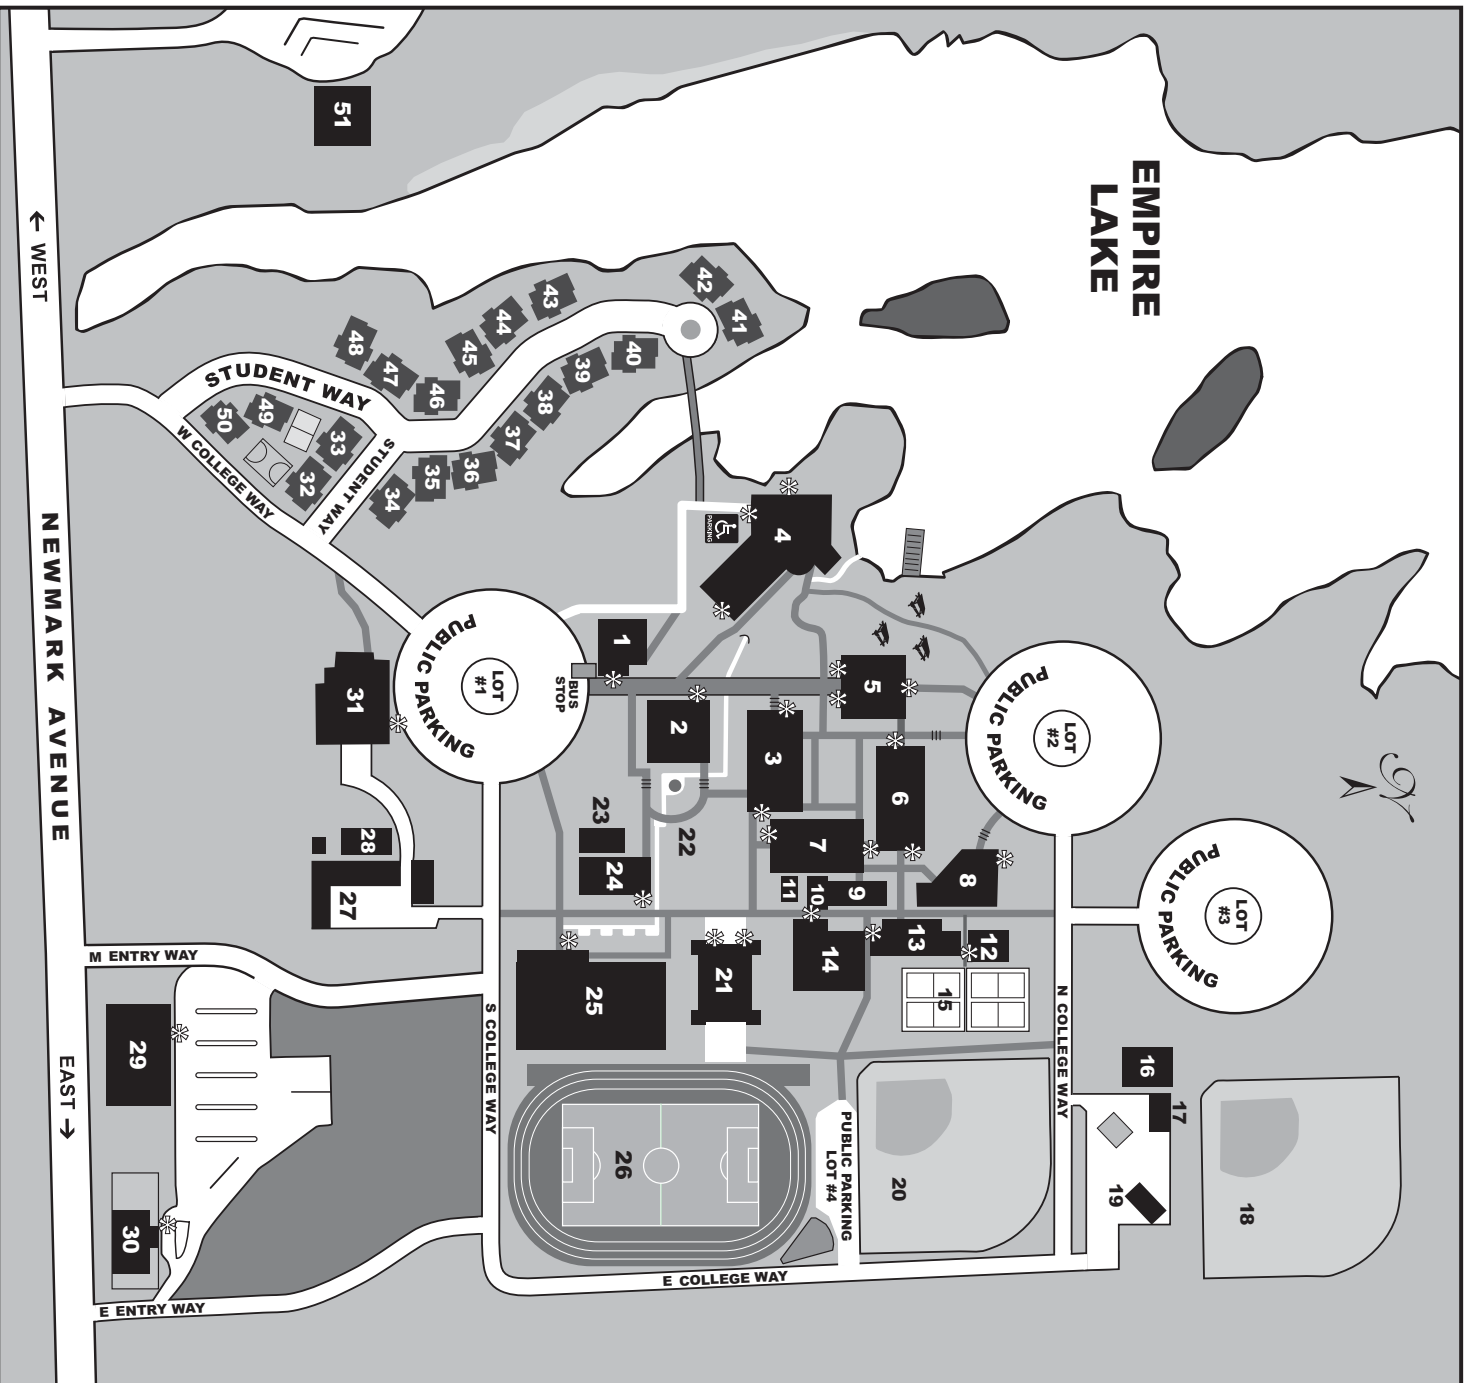 51
EMPIRE
LAKE
← WEST
NEWMARK AVENUE
EAST →
42
41
43
44
45
40
39
38
48
47
46
37
36
35
34
STUDENT WAY
STUDENT WAY
W COLLEGE WAY
50
49
33
32
4
PARKING
1
BUS
STOP
PUBLIC PARKING
LOT
#1
31
2
3
5
6
PUBLIC PARKING
LOT
#2
PUBLIC PARKING
LOT
#3
7
8
9
10
11
12
13
14
15
16
17
18
19
20
21
22
23
24
25
26
27
28
29
30
M ENTRY WAY
E ENTRY WAY
S COLLEGE WAY
N COLLEGE WAY
E COLLEGE WAY
PUBLIC PARKING
LOT #4